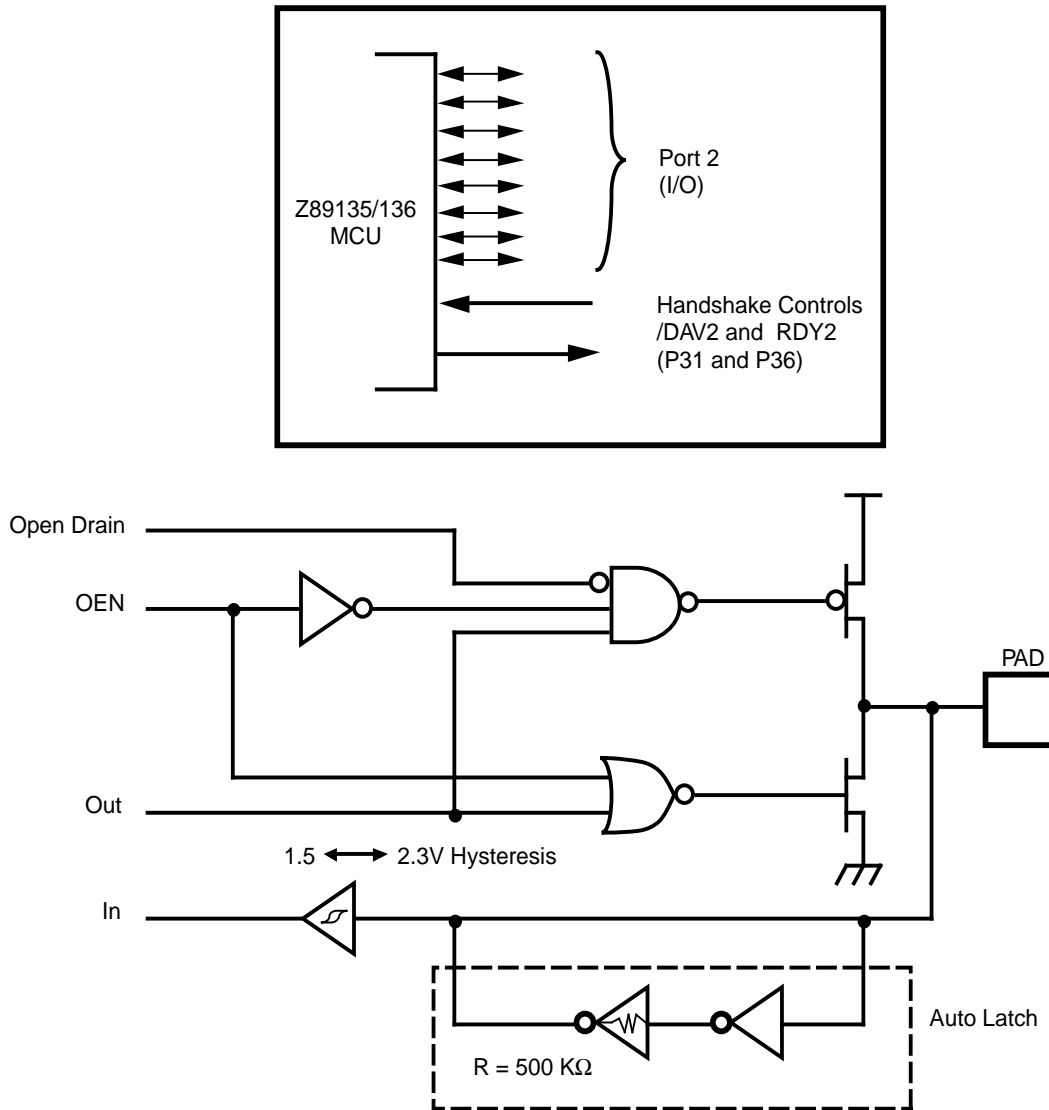 Z89135/136
MCU
Port 2
(I/O)
Handshake Controls
/DAV2 and RDY2
(P31 and P36)
Open Drain
OEN
PAD
Out
1.5 2.3V Hysteresis
In
Auto Latch
R = 500 KΩ